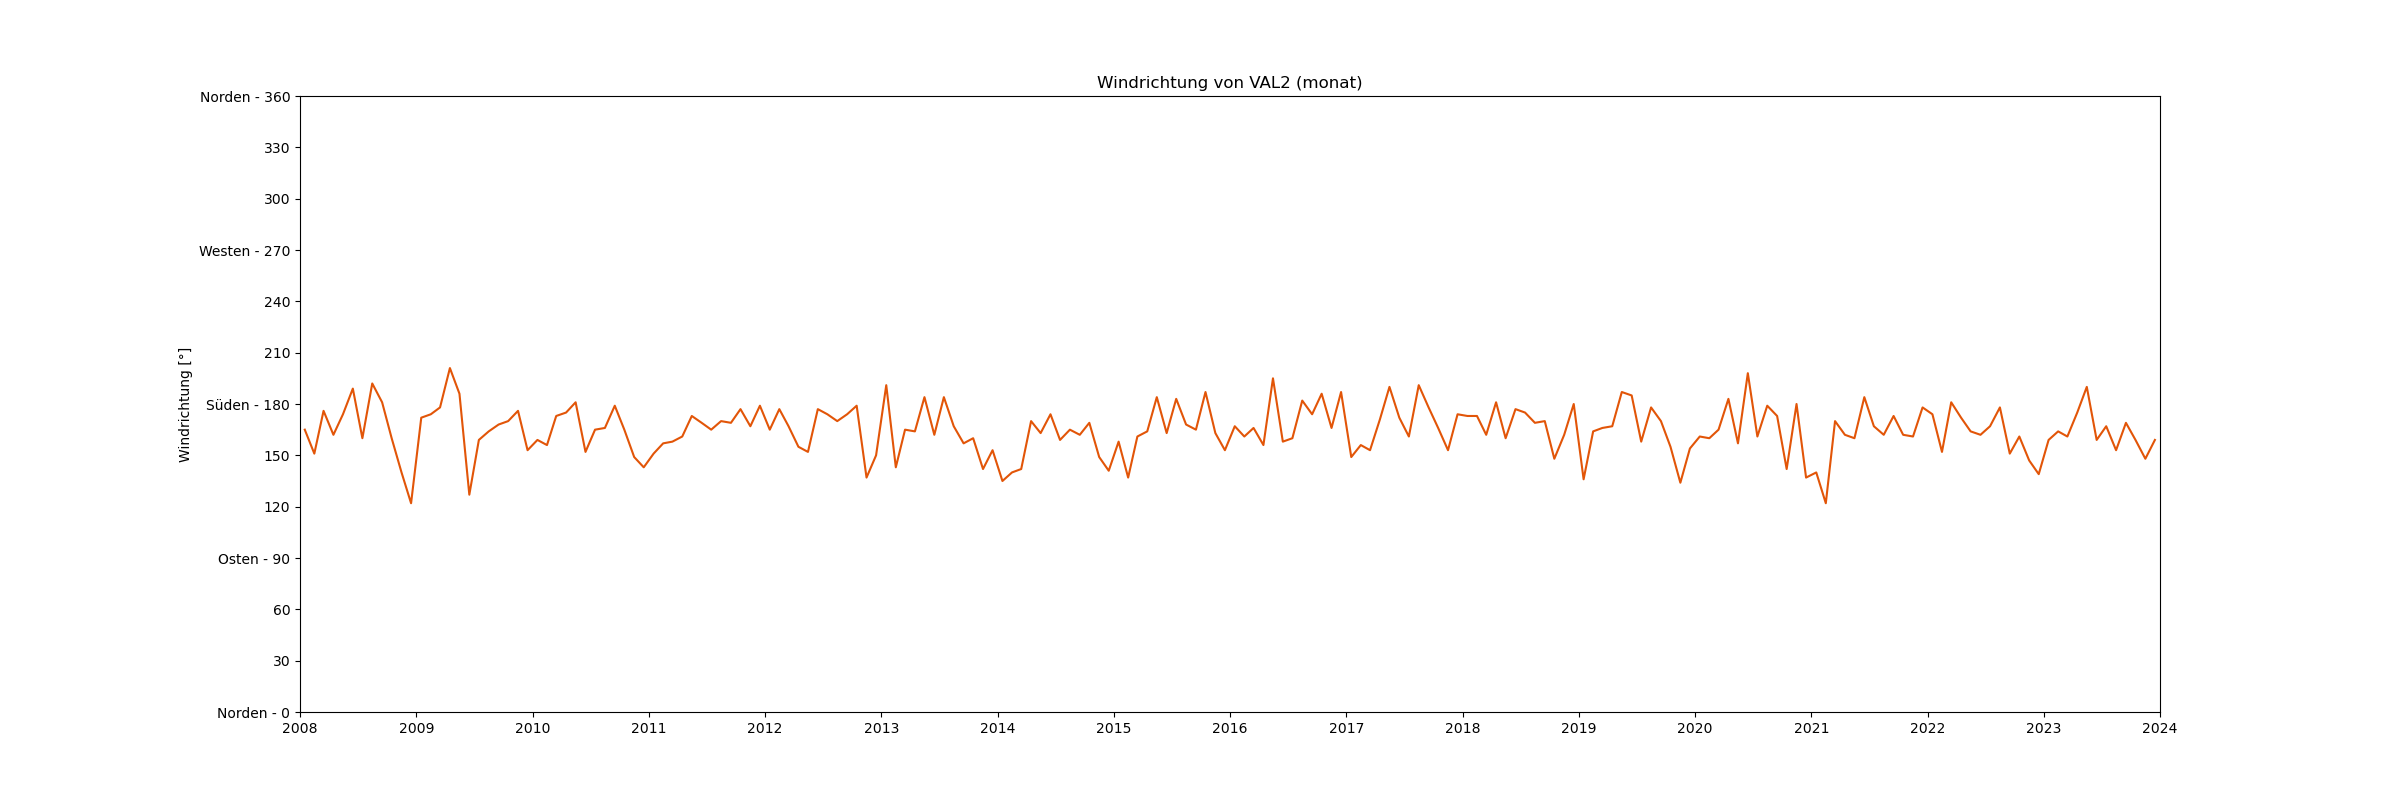 Windrichtung von VAL2 (monat)
Norden - 360
330
300
Westen - 270
240
210
Süden - 180
150
120
Osten - 90
60
30
Norden - 0
Windrichtung [°]
2008 2009 2010 2011 2012 2013 2014 2015 2016 2017 2018 2019 2020 2021 2022 2023 2024